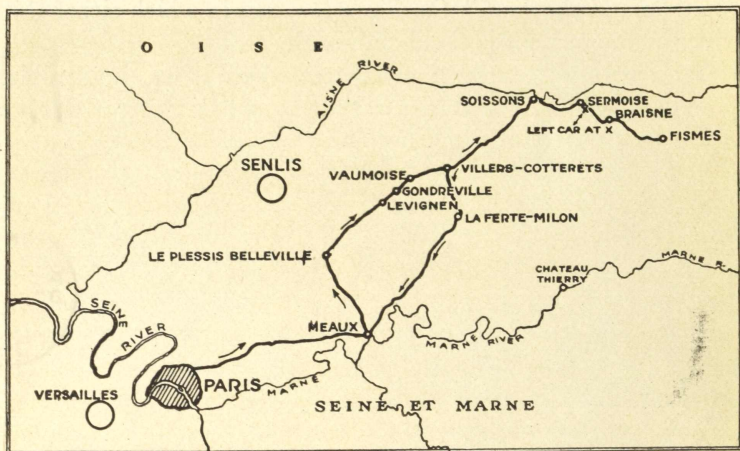 OISE
AISNE RIVER
SOISSONS
SERMOISE
BRAISNE
LEFT CAR AT X
FISMES
SENLIS
VAUMOISE
VILLERS-COTTERETS
GONDREVILLE
LEVIGNEN
LA FERTE-MILON
LE PLESSIS BELLEVILLE
CHATEAU
THIERRY
MARNE R.
SEINE
RIVER
MEAUX
MARNE RIVER
VERSAILLES
PARIS
MARNE
SEINE ET MARNE